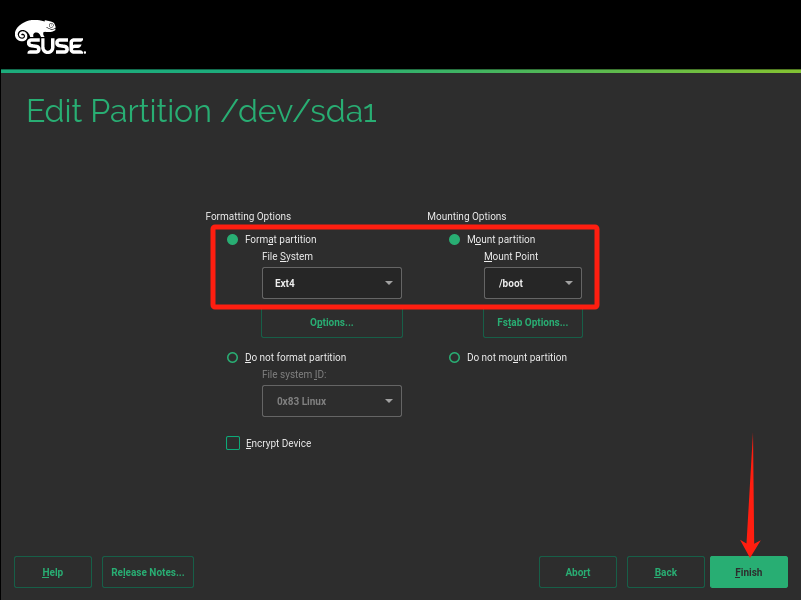 SUSE.
Edit Partition /dev/sda1
Formatting Options
Mounting Options
Format partition
Mount partition
File System
Mount Point
Ext4
/boot
Options...
Fstab Options...
Do not format partition
Do not mount partition
File system ID:
0x83 Linux
Encrypt Device
Help
Release Notes...
Abort
Back
Finish